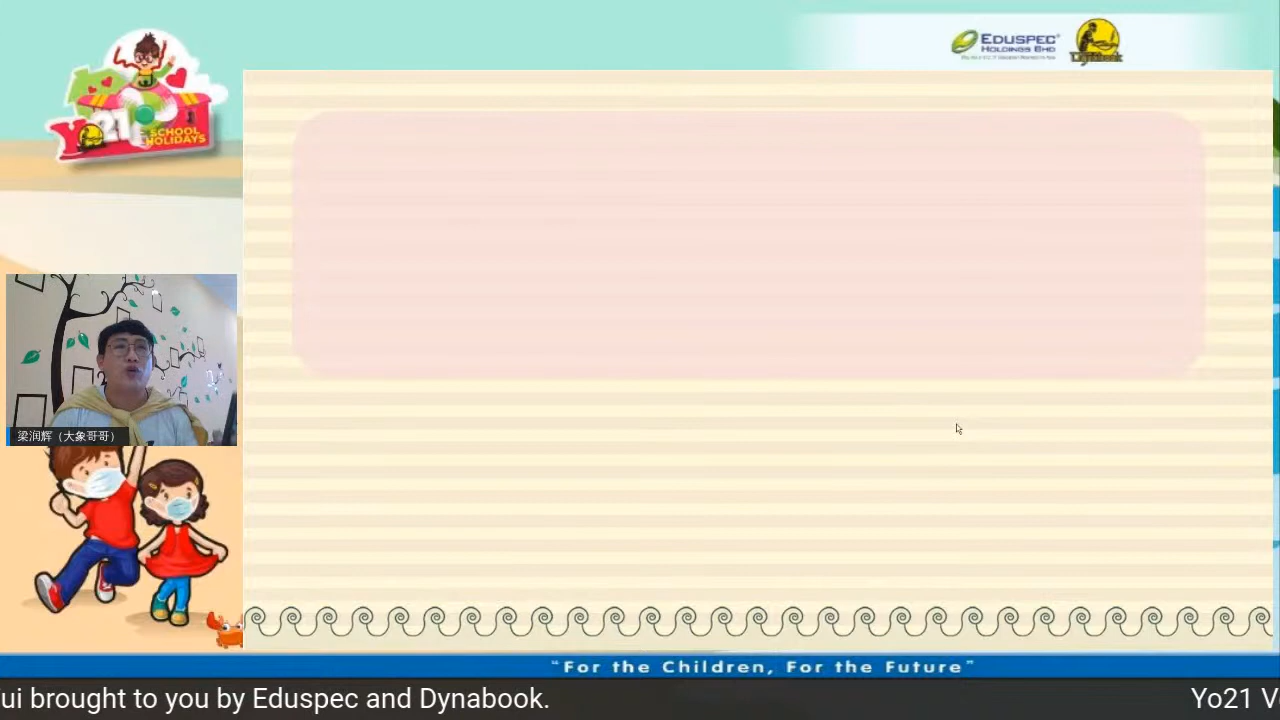 EDUSPEC
HOLDINGS BHD
Dynabook
Yo21
SCHOOL
HOLIDAYS
梁润辉（大象哥哥）
“For the Children, For the Future”
ui brought to you by Eduspec and Dynabook.
Yo21 V